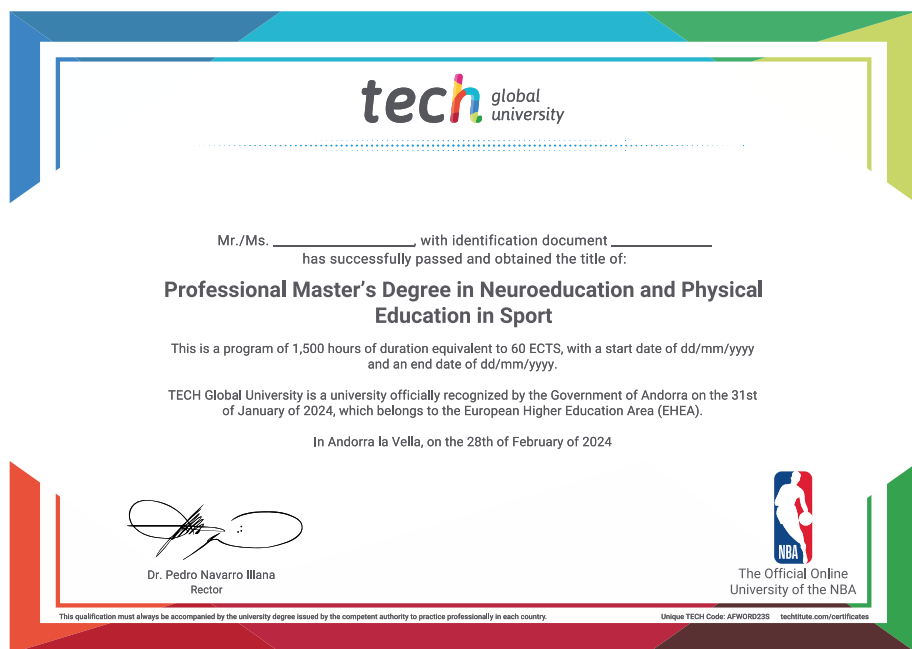 tech global
university
Mr./Ms. ________________, with identification document ____________
has successfully passed and obtained the title of:
Professional Master's Degree in Neuroeducation and Physical
Education in Sport
This is a program of 1,500 hours of duration equivalent to 60 ECTS, with a start date of dd/mm/yyyy
and an end date of dd/mm/yyyy.
TECH Global University is a university officially recognized by the Government of Andorra on the 31st
of January of 2024, which belongs to the European Higher Education Area (EHEA).
In Andorra la Vella, on the 28th of February of 2024
Dr. Pedro Navarro Illana
Rector
NBA
The Official Online
University of the NBA
This qualification must always be accompanied by the university degree issued by the competent authority to practice professionally in each country.
Unique TECH Code: AFWORD23S techtitute.com/certificates